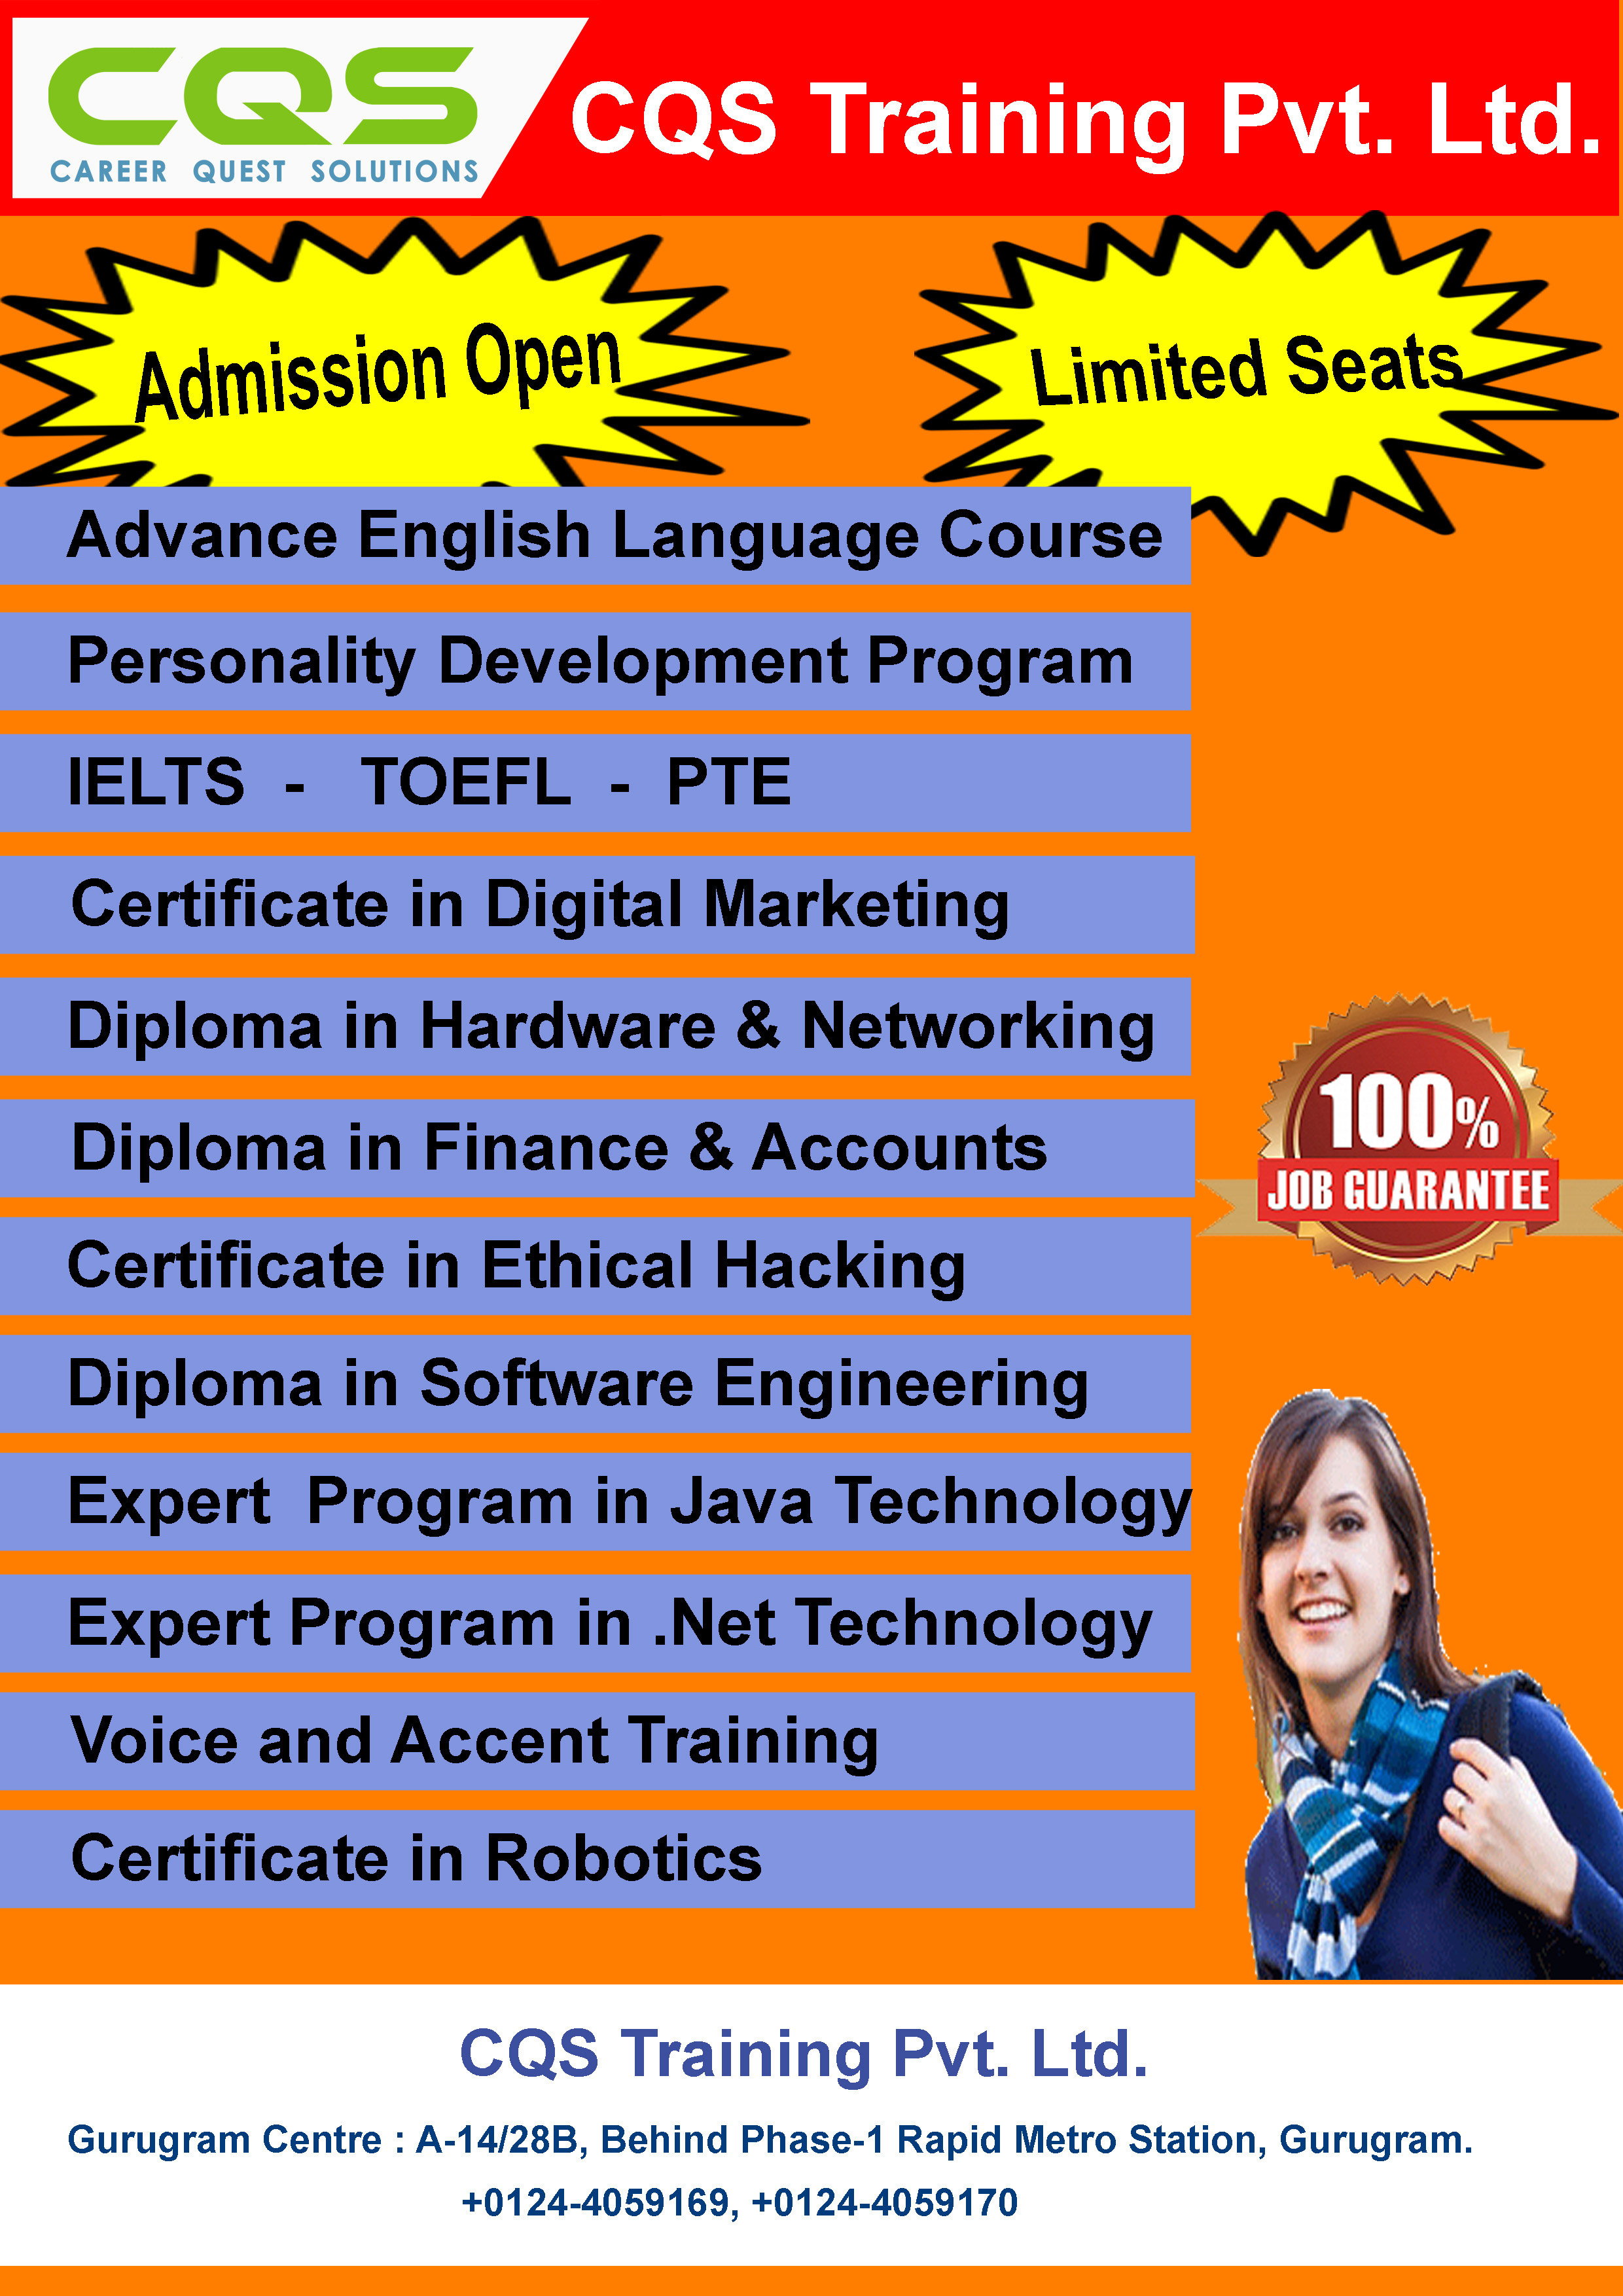 CQS
CAREER QUEST SOLUTIONS
CQS Training Pvt. Ltd.
Admission Open
Limited Seats
Advance English Language Course
Personality Development Program
IELTS - TOEFL - PTE
Certificate in Digital Marketing
Diploma in Hardware & Networking
Diploma in Finance & Accounts
Certificate in Ethical Hacking
Diploma in Software Engineering
Expert Program in Java Technology
Expert Program in .Net Technology
Voice and Accent Training
Certificate in Robotics
100%
JOB GUARANTEE
CQS Training Pvt. Ltd.
Gurugram Centre : A-14/28B, Behind Phase-1 Rapid Metro Station, Gurugram.
+0124-4059169, +0124-4059170